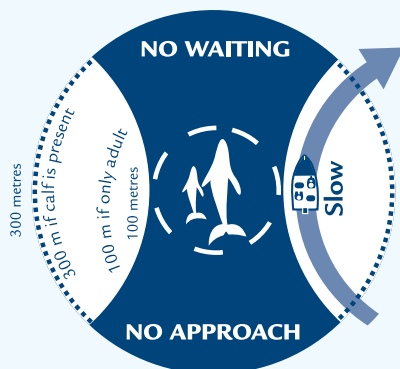 NO WAITING
300 metres
300 m if calf is present
100 m if only adult
100 metres
Slow
NO APPROACH